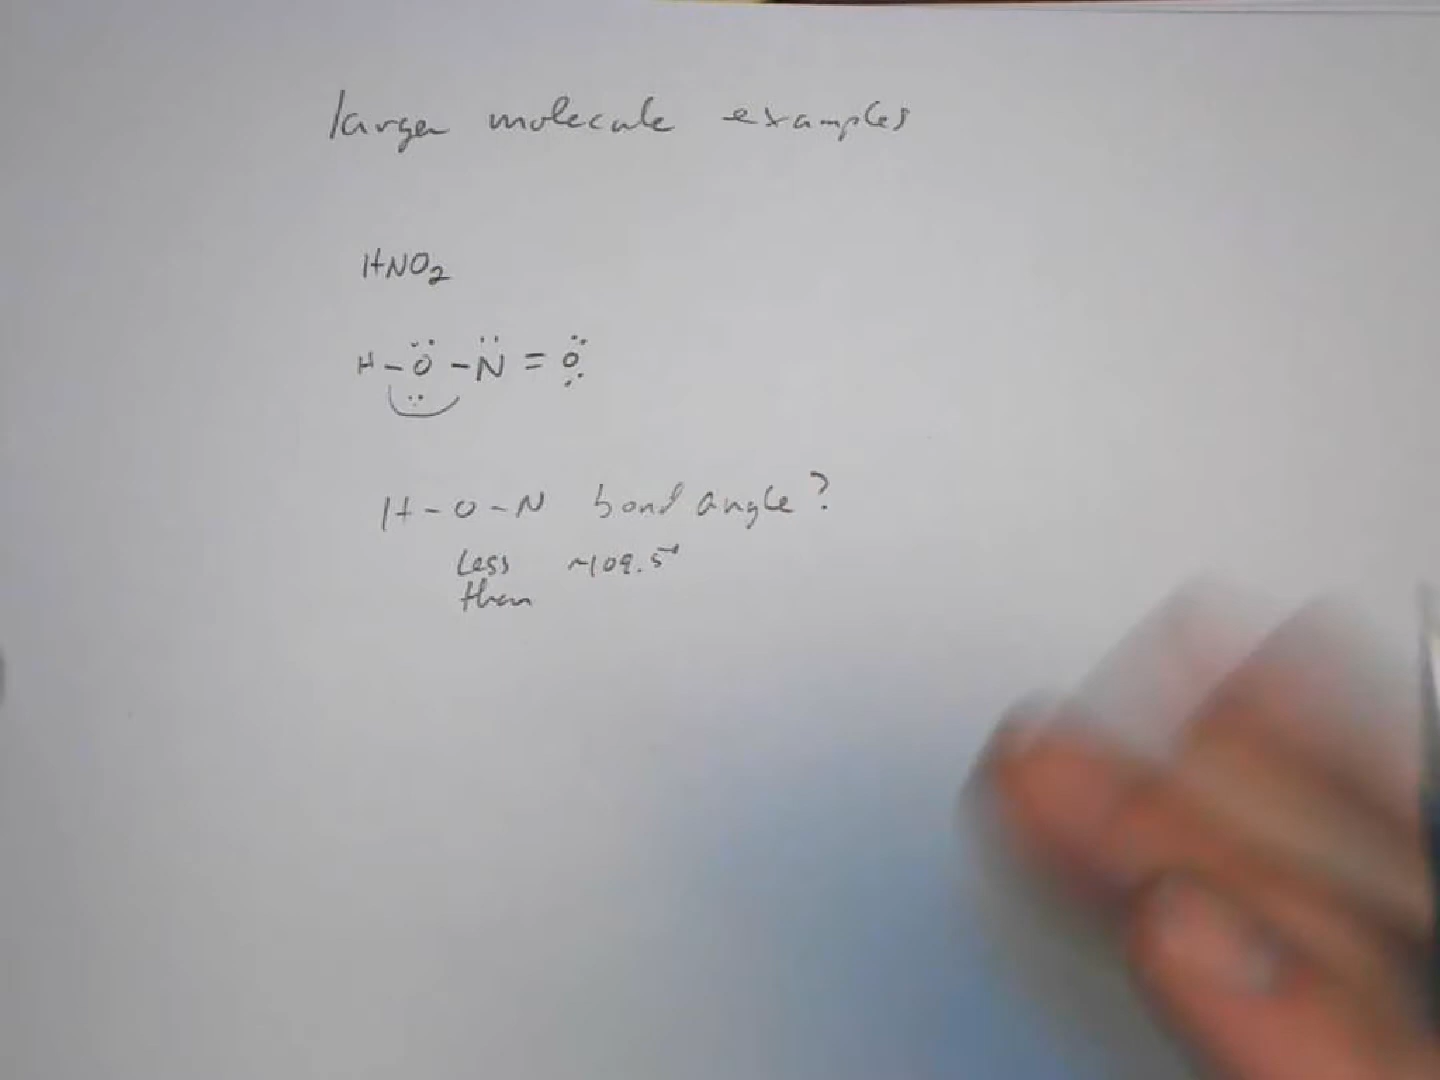 larger molecule examples
HNO2
H-O-N=O
H-O-N bond angle?
Less ~109.5
than